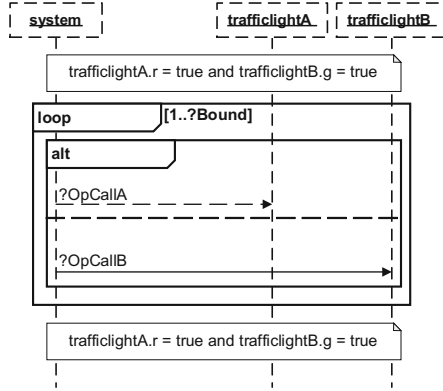 system trafficlightA trafficlightB
trafficlightA.r = true and trafficlightB.g = true
loop [1..?Bound]
alt
?OpCallA
?OpCallB
trafficlightA.r = true and trafficlightB.g = true